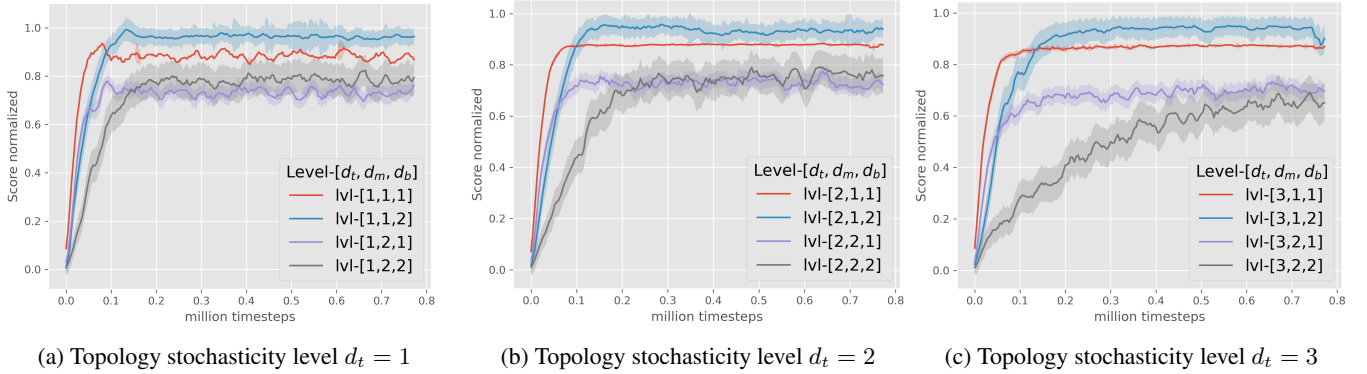 Score normalized
1.0
0.8
0.6
0.4
0.2
0.0
Level-[d_t, d_m, d_b]
lvl-[1,1,1]
lvl-[1,1,2]
lvl-[1,2,1]
lvl-[1,2,2]
0.0 0.1 0.2 0.3 0.4 0.5 0.6 0.7 0.8
million timesteps
(a) Topology stochasticity level d_t = 1
Score normalized
1.0
0.8
0.6
0.4
0.2
0.0
Level-[d_t, d_m, d_b]
lvl-[2,1,1]
lvl-[2,1,2]
lvl-[2,2,1]
lvl-[2,2,2]
0.0 0.1 0.2 0.3 0.4 0.5 0.6 0.7 0.8
million timesteps
(b) Topology stochasticity level d_t = 2
Score normalized
1.0
0.8
0.6
0.4
0.2
0.0
Level-[d_t, d_m, d_b]
lvl-[3,1,1]
lvl-[3,1,2]
lvl-[3,2,1]
lvl-[3,2,2]
0.0 0.1 0.2 0.3 0.4 0.5 0.6 0.7 0.8
million timesteps
(c) Topology stochasticity level d_t = 3